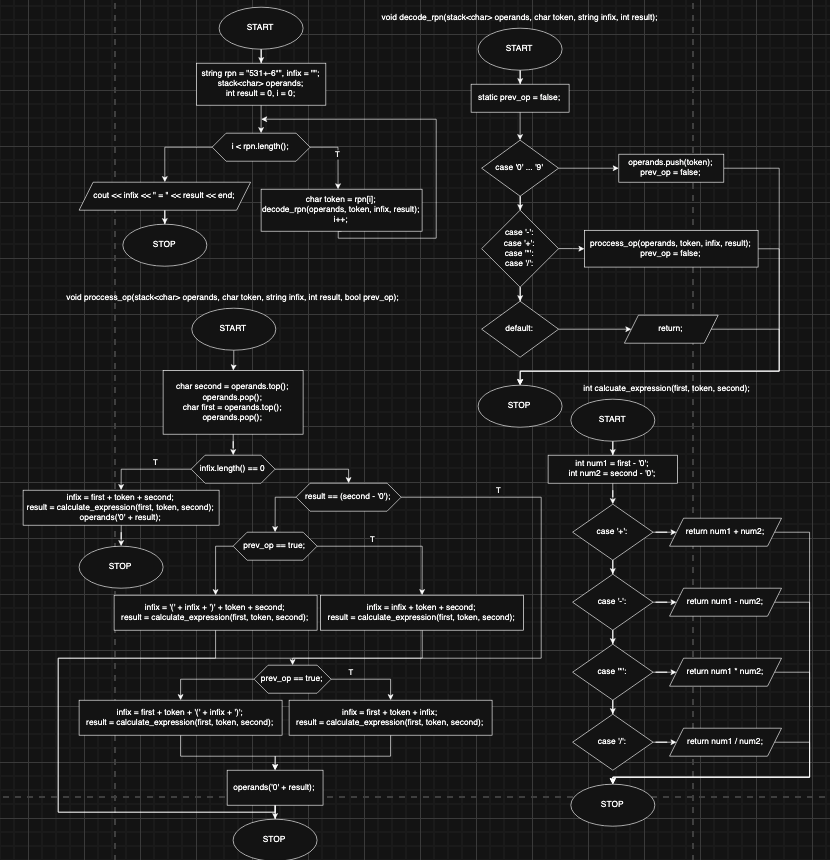 START
string rpn = "531+-6*", infix = "";
stack<char> operands;
int result = 0, i = 0;
i < rpn.length();
T
cout << infix << " = " << result << end;
char token = rpn[i];
decode_rpn(operands, token, infix, result);
i++;
STOP
void decode_rpn(stack<char> operands, char token, string infix, int result);
START
static prev_op = false;
case '0' ... '9'
operands.push(token);
prev_op = false;
case '-':
case '+':
case '*':
case '/':
proccess_op(operands, token, infix, result);
prev_op = false;
default:
return;
STOP
void proccess_op(stack<char> operands, char token, string infix, int result, bool prev_op);
START
char second = operands.top();
operands.pop();
char first = operands.top();
operands.pop();
infix.length() == 0
T
infix = first + token + second;
result = calculate_expression(first, token, second);
operands('0' + result);
STOP
result == (second - '0');
T
prev_op == true;
T
infix = '(' + infix + ')' + token + second;
result = calculate_expression(first, token, second);
infix = infix + token + second;
result = calculate_expression(first, token, second);
prev_op == true;
T
infix = first + token + '(' + infix + ')';
result = calculate_expression(first, token, second);
infix = first + token + infix;
result = calculate_expression(first, token, second);
operands('0' + result);
STOP
int calcuate_expression(first, token, second);
START
int num1 = first - '0';
int num2 = second - '0';
case '+':
return num1 + num2;
case '-':
return num1 - num2;
case '*':
return num1 * num2;
case '/':
return num1 / num2;
STOP